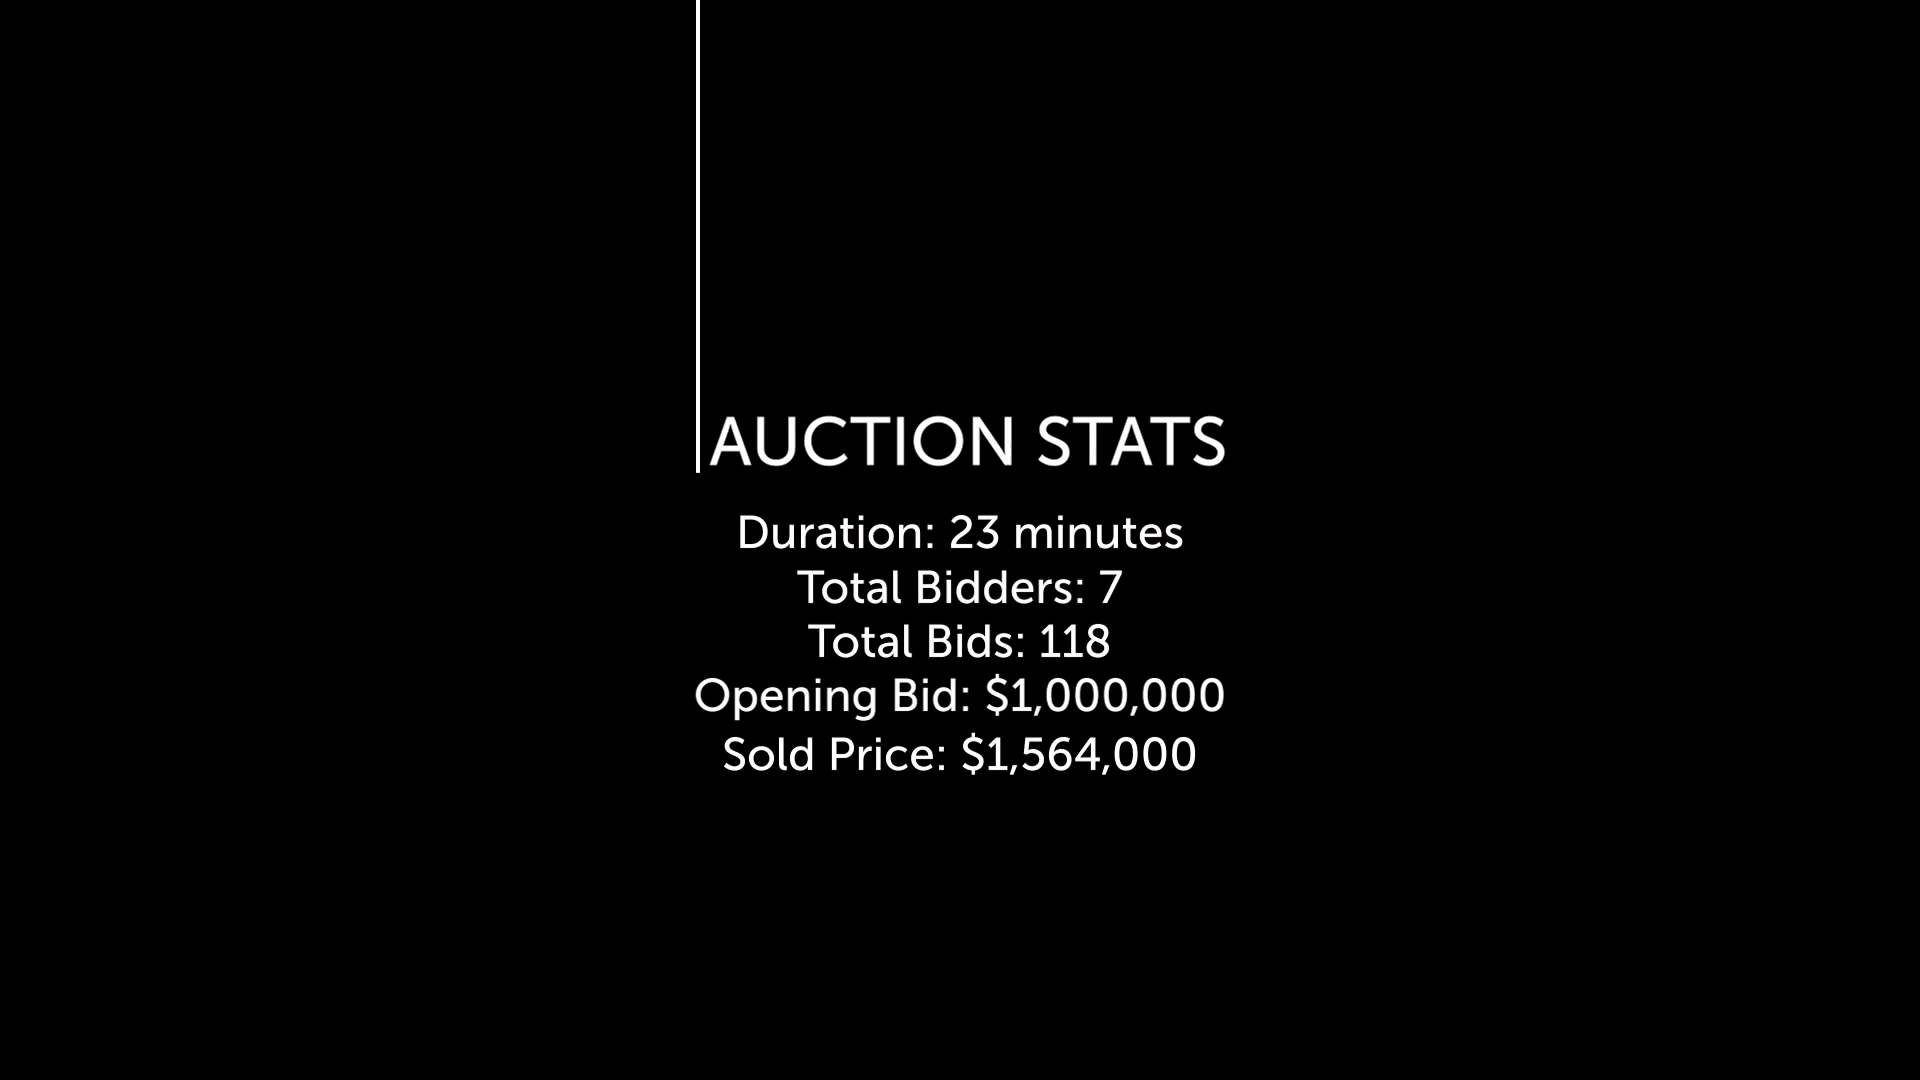 AUCTION STATS
Duration: 23 minutes
Total Bidders: 7
Total Bids: 118
Opening Bid: $1,000,000
Sold Price: $1,564,000